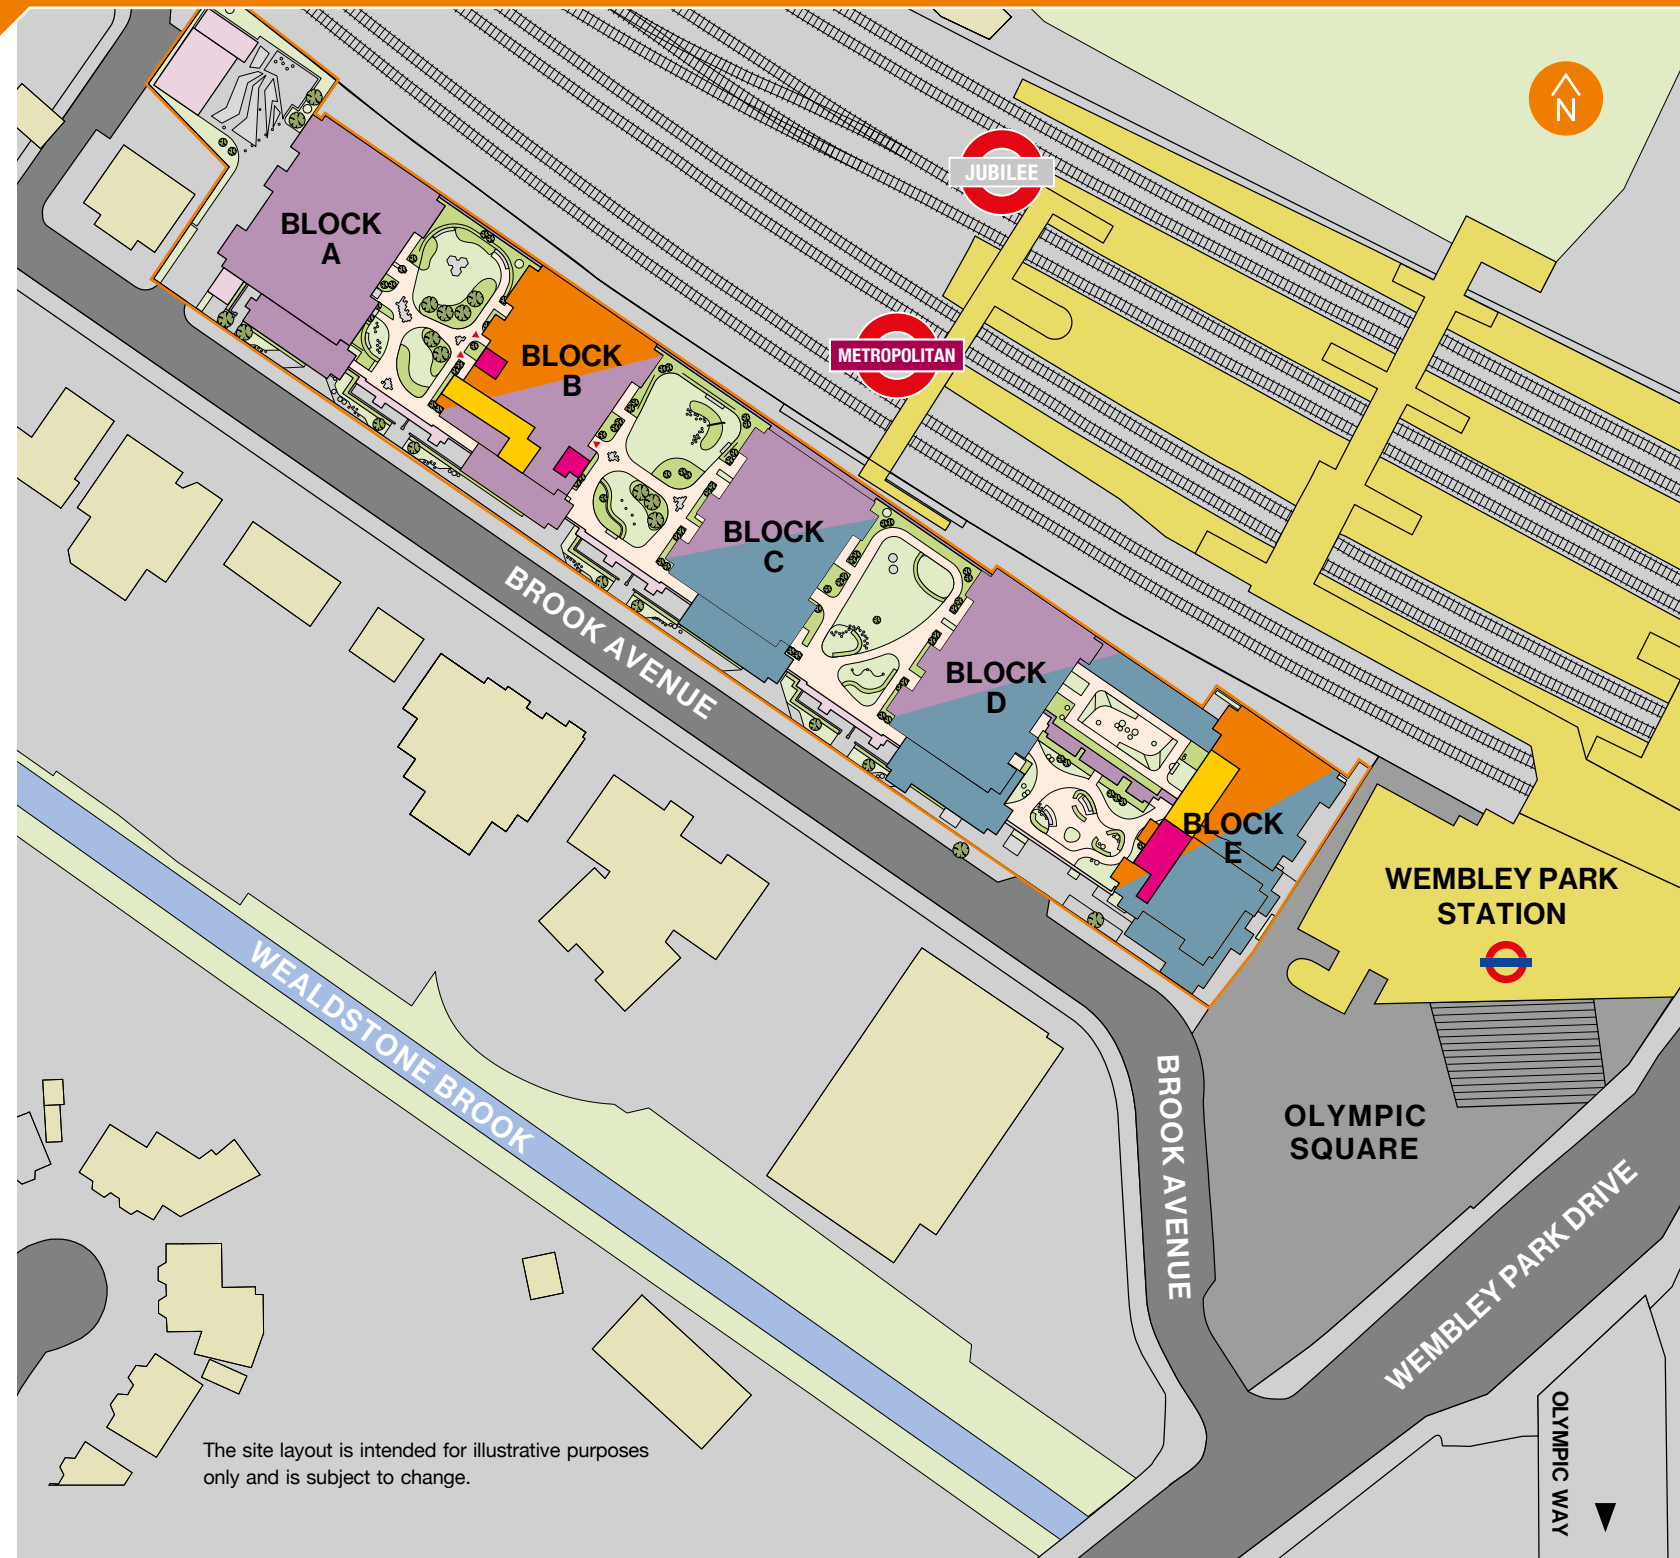 N
JUBILEE
BLOCK
A
METROPOLITAN
BLOCK
B
BLOCK
C
BROOK AVENUE
BLOCK
D
BLOCK
E
WEMBLEY PARK
STATION
WEALDSTONE BROOK
BROOK AVENUE
OLYMPIC
SQUARE
WEMBLEY PARK DRIVE
OLYMPIC WAY
The site layout is intended for illustrative purposes
only and is subject to change.